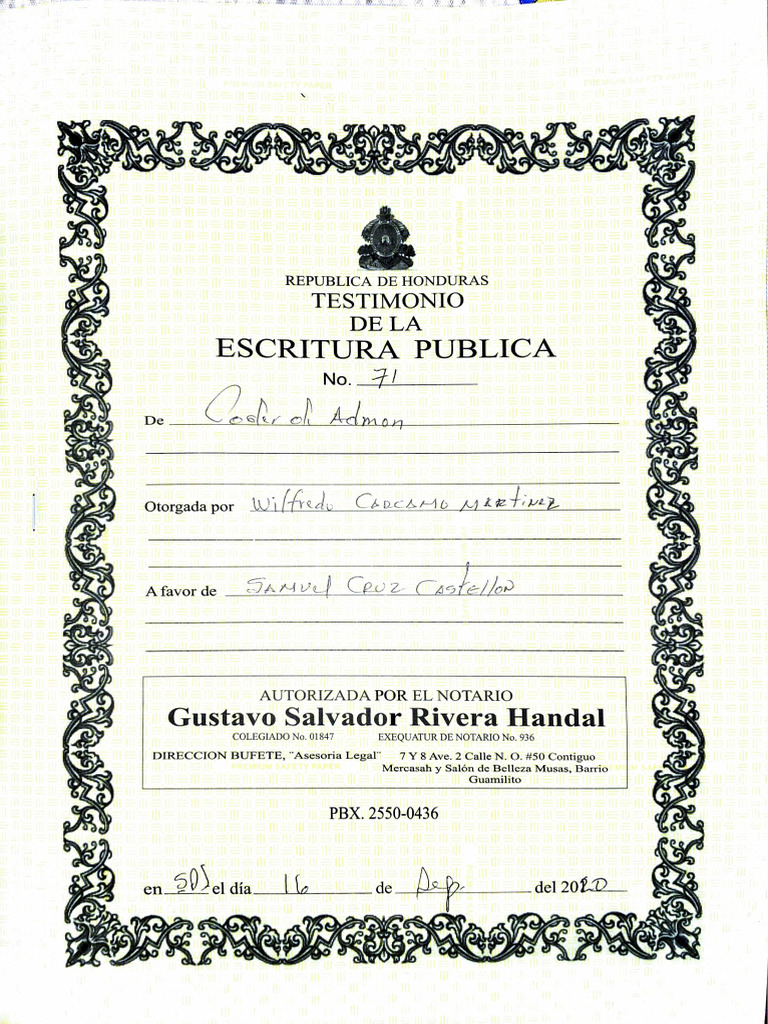 REPUBLICA DE HONDURAS
TESTIMONIO
DE LA
ESCRITURA PUBLICA
No. 71
De Poder de Admon
Otorgada por Wilfredo CARCAMO MARtiNEZ
A favor de SAMUEl CRUZ CAStEllON
AUTORIZADA POR EL NOTARIO
Gustavo Salvador Rivera Handal
COLEGIADO No. 01847 EXEQUATUR DE NOTARIO No. 936
DIRECCION BUFETE, ¨Asesoria Legal¨ 7 Y 8 Ave. 2 Calle N. O. #50 Contiguo
Mercasah y Salón de Belleza Musas, Barrio
Guamilito
PBX. 2550-0436
en SPS el día 16 de Sep. del 2020